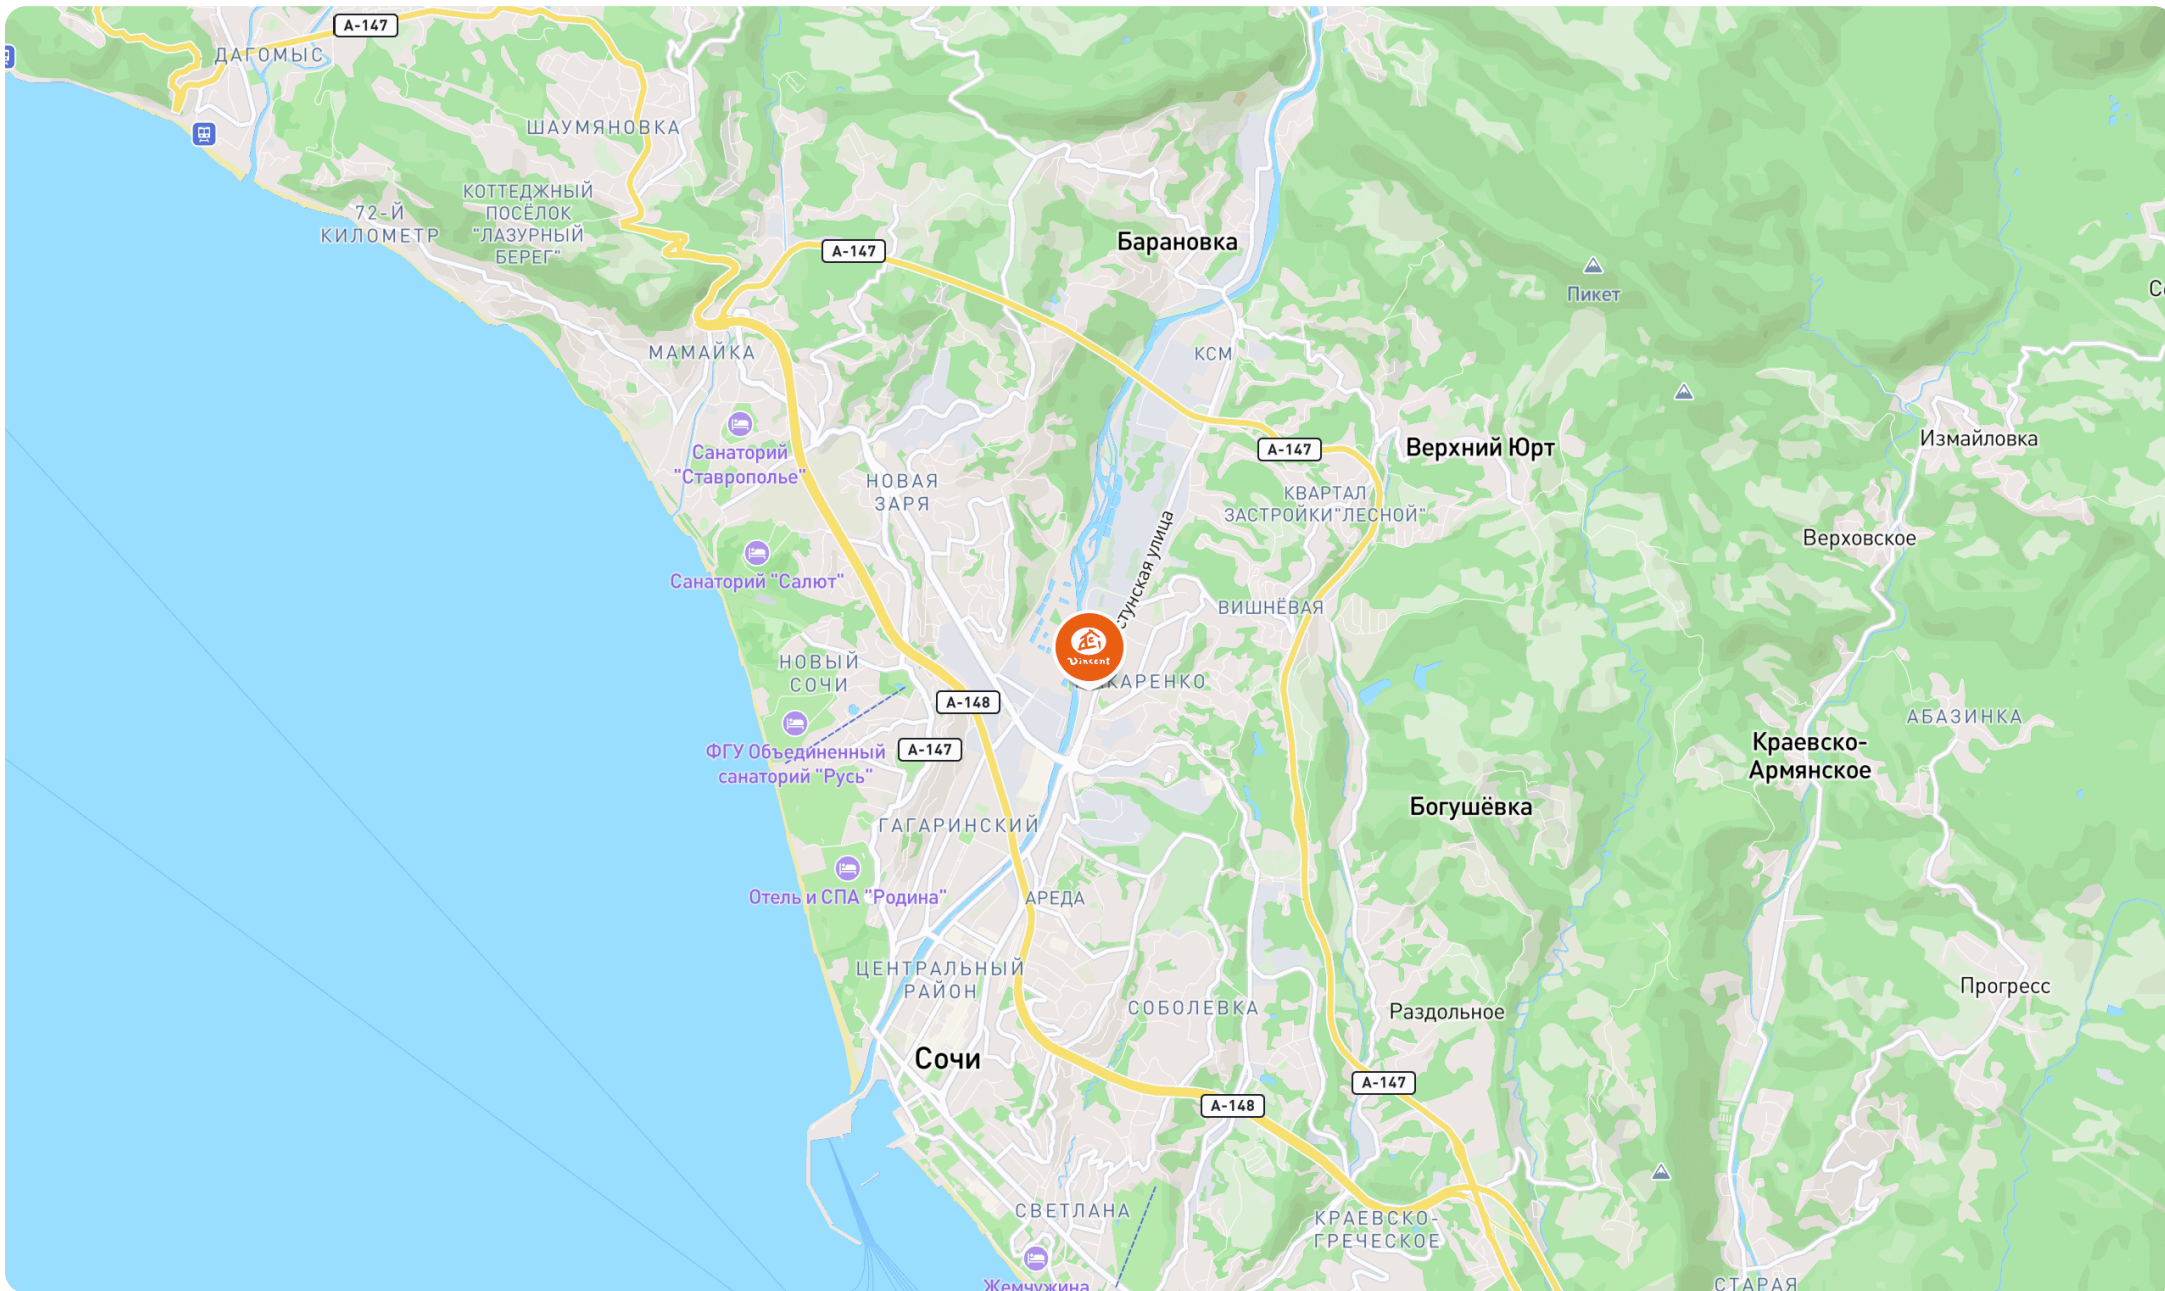 А-147
ДАГОМЫС
ШАУМЯНОВКА
КОТТЕДЖНЫЙ
ПОСЁЛОК
"ЛАЗУРНЫЙ
БЕРЕГ"
72-Й
КИЛОМЕТР
А-147
Барановка
Пикет
КСМ
МАМАЙКА
Санаторий
"Ставрополье"
НОВАЯ
ЗАРЯ
А-147
Верхний Юрт
КВАРТАЛ
ЗАСТРОЙКИ"ЛЕСНОЙ"
Измайловка
Верховское
стунская улица
Санаторий "Салют"
ВИШНЁВАЯ
Vincent
КАРЕНКО
НОВЫЙ
СОЧИ
А-148
А-147
ФГУ Объединенный
санаторий "Русь"
АБАЗИНКА
Краевско-
Армянское
Богушёвка
ГАГАРИНСКИЙ
Отель и СПА "Родина"
АРЕДА
ЦЕНТРАЛЬНЫЙ
РАЙОН
СОБОЛЕВКА
Раздольное
Прогресс
Сочи
А-147
А-148
СВЕТЛАНА
КРАЕВСКО-
ГРЕЧЕСКОЕ
Жемчужина
СТАРАЯ